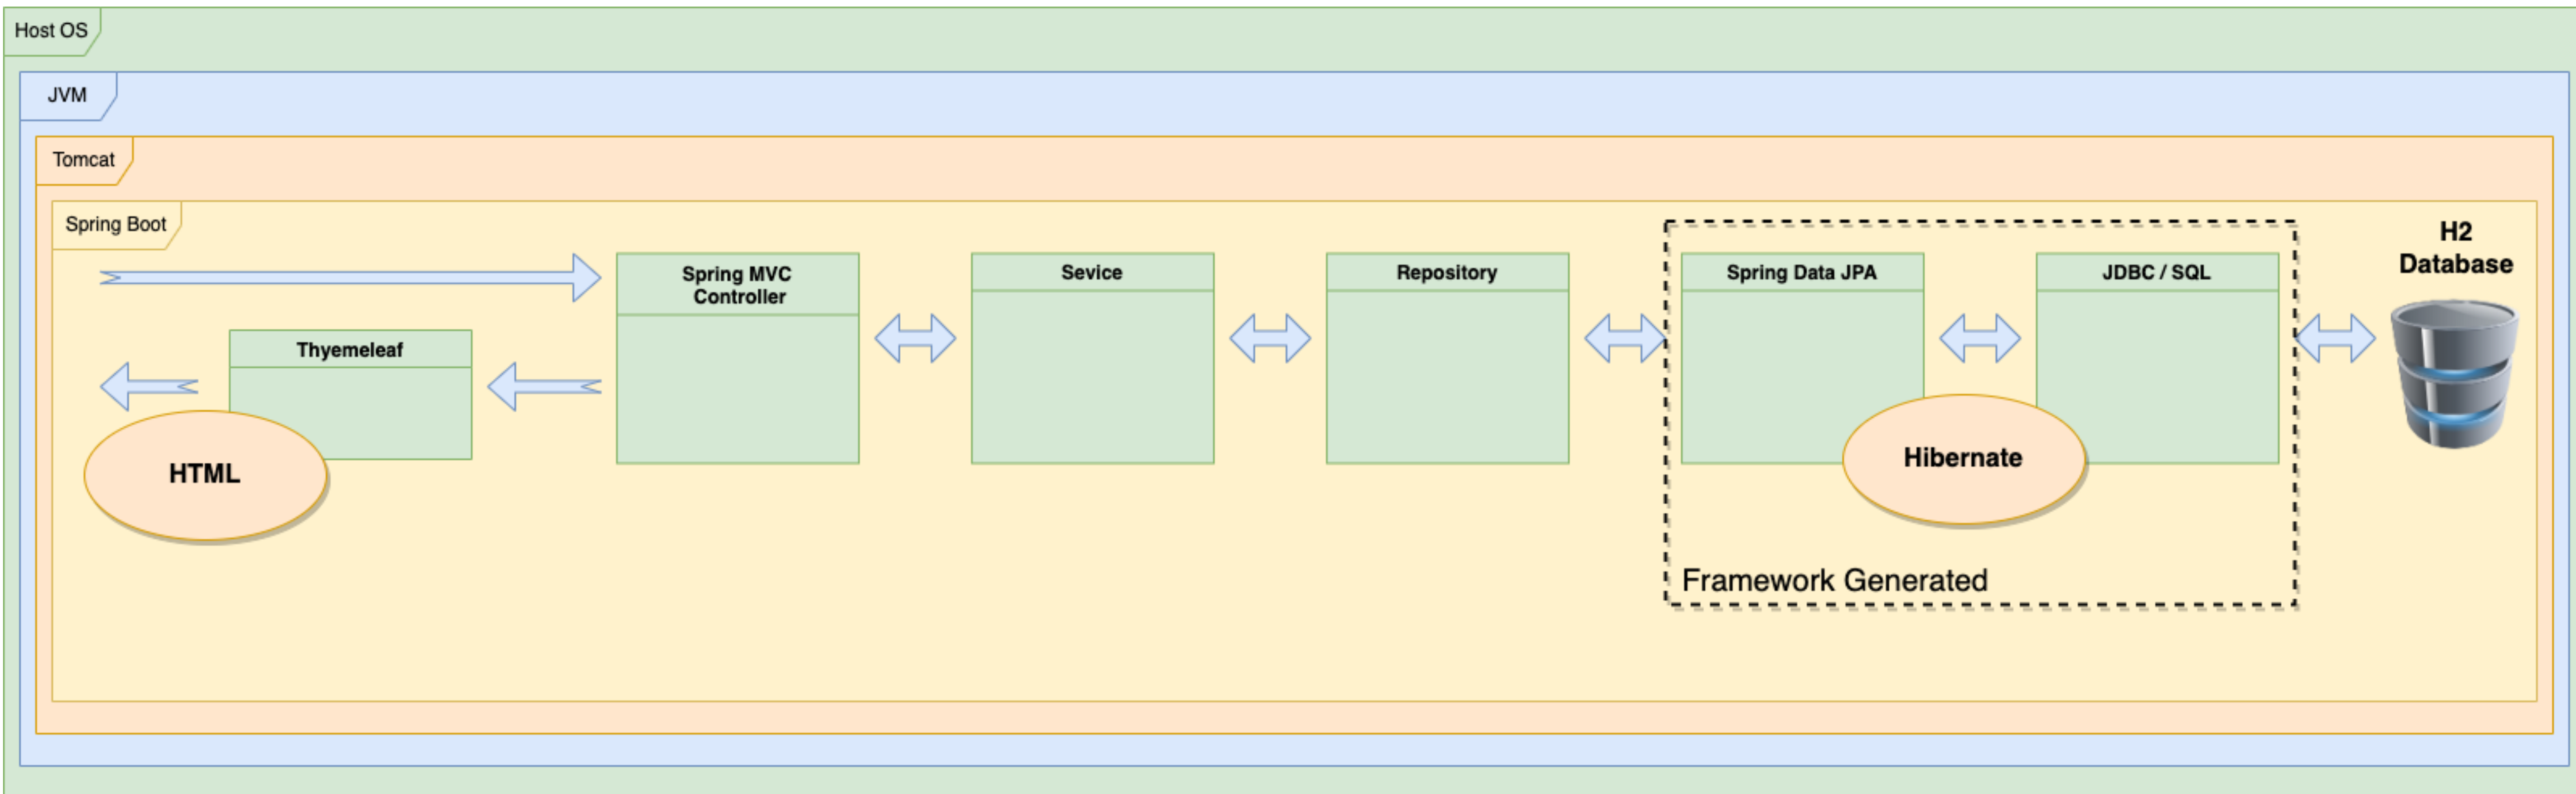 Host OS
JVM
Tomcat
Spring Boot
Spring MVC
Controller
Sevice
Repository
Spring Data JPA
JDBC / SQL
H2
Database
Thyemeleaf
HTML
Hibernate
Framework Generated